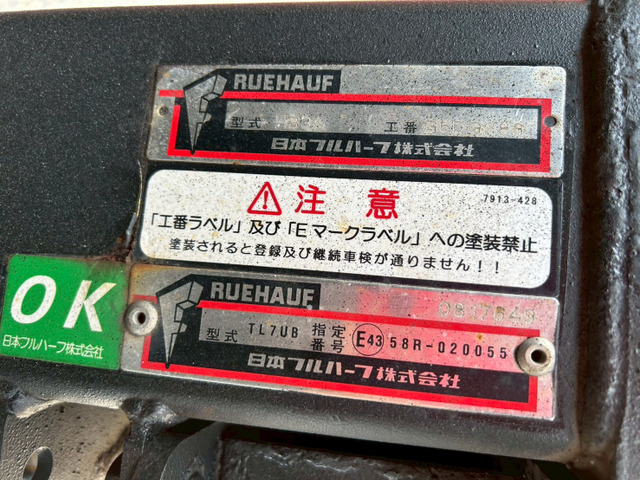 RUEHAUF
型式
工番
日本フルハーフ株式会社
注意
7913-428
「工番ラベル」及び「Eマークラベル」への塗装禁止
塗装されると登録及び継続車検が通りません！！
OK
日本フルハーフ株式会社
RUEHAUF
型式 TL7UB 指定番号 E43 58R-020055
日本フルハーフ株式会社